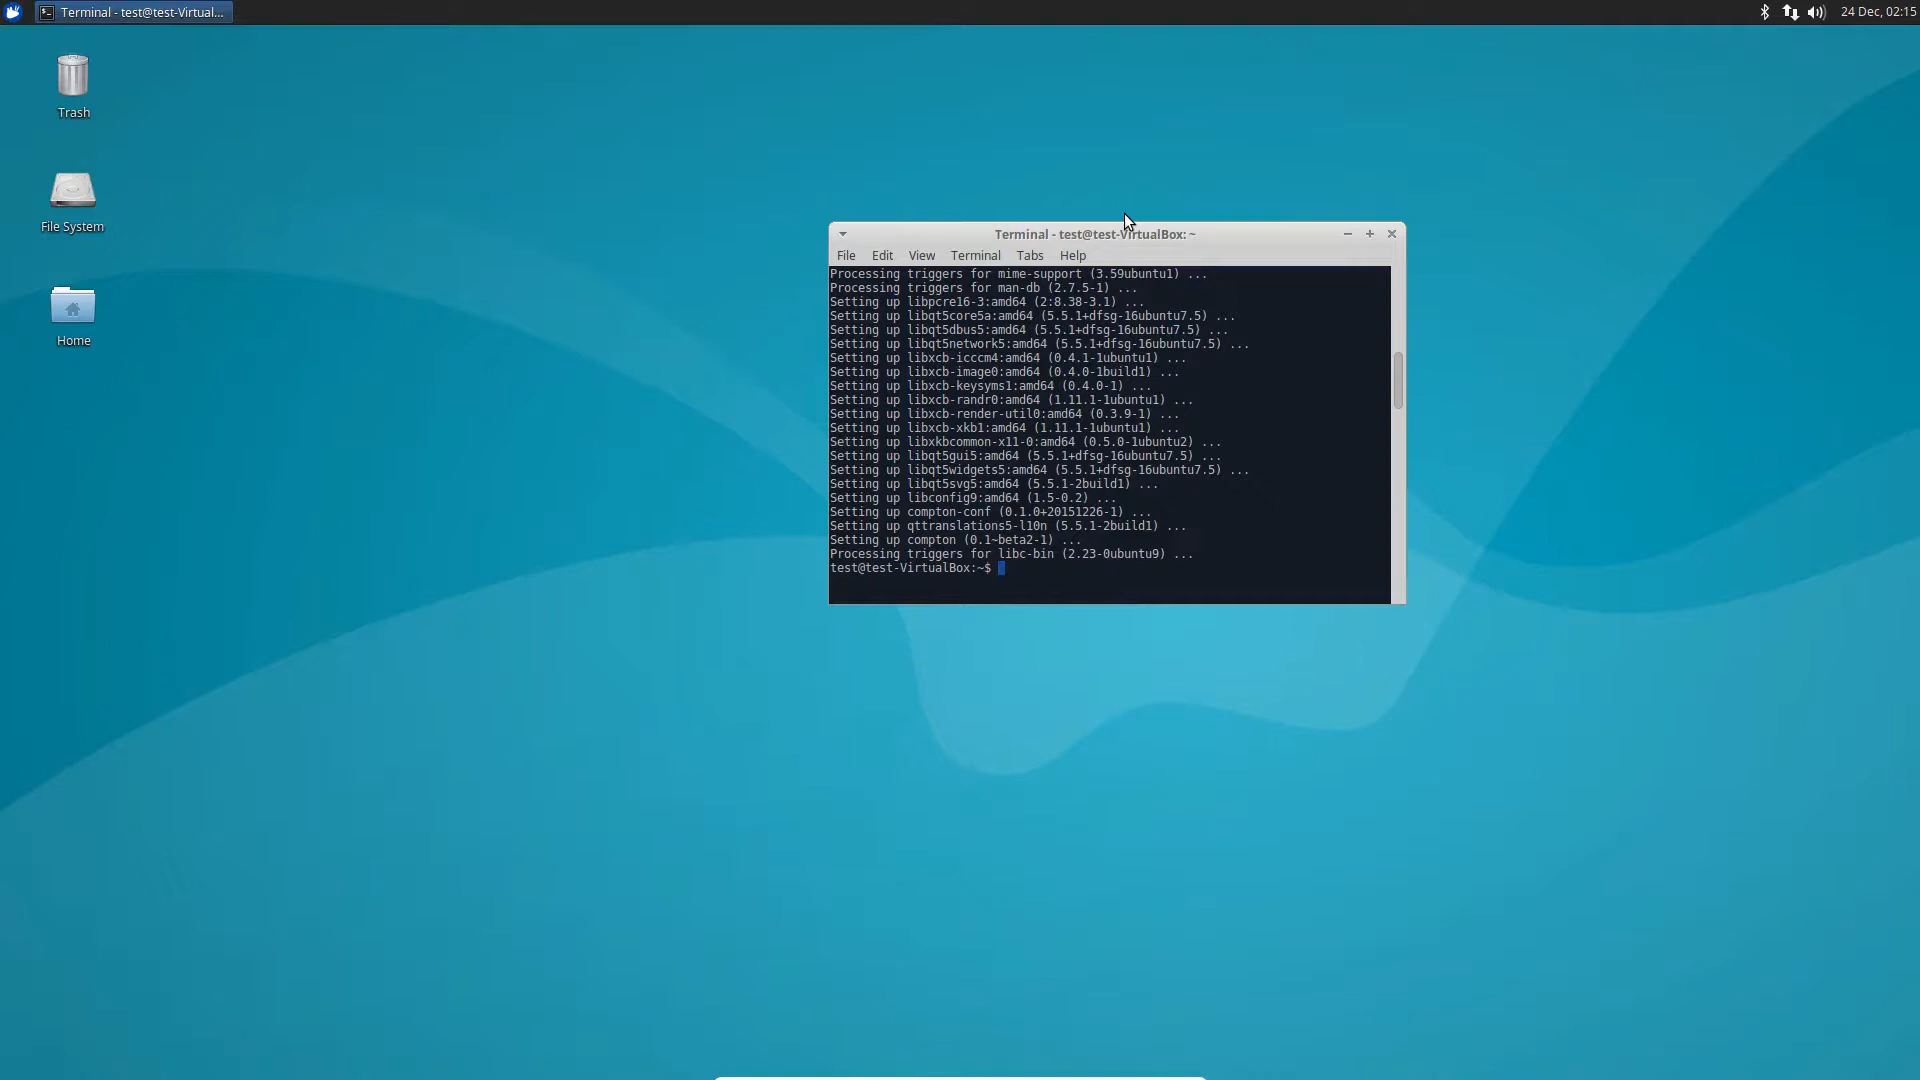 Terminal - test@test-Virtual...
24 Dec, 02:15
Trash
File System
Home
Terminal - test@test-VirtualBox: ~
File Edit View Terminal Tabs Help
Processing triggers for mime-support (3.59ubuntu1) ...
Processing triggers for man-db (2.7.5-1) ...
Setting up libpcre16-3:amd64 (2:8.38-3.1) ...
Setting up libqt5core5a:amd64 (5.5.1+dfsg-16ubuntu7.5) ...
Setting up libqt5dbus5:amd64 (5.5.1+dfsg-16ubuntu7.5) ...
Setting up libqt5network5:amd64 (5.5.1+dfsg-16ubuntu7.5) ...
Setting up libxcb-icccm4:amd64 (0.4.1-1ubuntu1) ...
Setting up libxcb-image0:amd64 (0.4.0-1build1) ...
Setting up libxcb-keysyms1:amd64 (0.4.0-1) ...
Setting up libxcb-randr0:amd64 (1.11.1-1ubuntu1) ...
Setting up libxcb-render-util0:amd64 (0.3.9-1) ...
Setting up libxcb-xkb1:amd64 (1.11.1-1ubuntu1) ...
Setting up libxkbcommon-x11-0:amd64 (0.5.0-1ubuntu2) ...
Setting up libqt5gui5:amd64 (5.5.1+dfsg-16ubuntu7.5) ...
Setting up libqt5widgets5:amd64 (5.5.1+dfsg-16ubuntu7.5) ...
Setting up libqt5svg5:amd64 (5.5.1-2build1) ...
Setting up libconfig9:amd64 (1.5-0.2) ...
Setting up compton-conf (0.1.0+20151226-1) ...
Setting up qttranslations5-l10n (5.5.1-2build1) ...
Setting up compton (0.1~beta2-1) ...
Processing triggers for libc-bin (2.23-0ubuntu9) ...
test@test-VirtualBox:~$